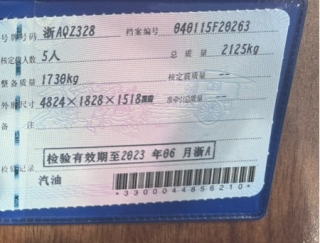 号牌号码 浙AQZ328 档案编号 040115F20263
核定载人数 5人 总质量 2125kg
整备质量 1730kg 核定载质量 --
外廓尺寸 4824×1828×1518mm 准牵引总质量 --
备注
检验有效期至2023年06月浙A
检验记录
汽油
*3300044856210*